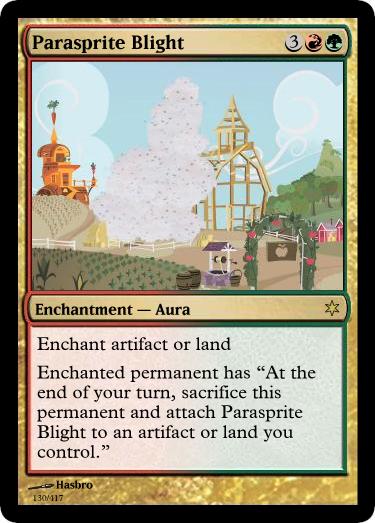 Parasprite Blight 3
Enchantment — Aura
Enchant artifact or land
Enchanted permanent has “At the
end of your turn, sacrifice this
permanent and attach Parasprite
Blight to an artifact or land you
control.”
Hasbro
130/417